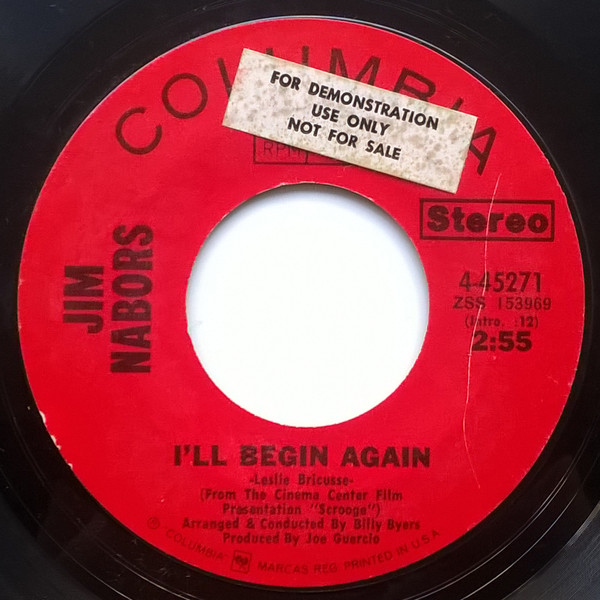 COLUMBIA
FOR DEMONSTRATION
USE ONLY
NOT FOR SALE
RPM
Stereo
JIM
NABORS
4-45271
ZSS 153969
(Intro. :12)
2:55
I'LL BEGIN AGAIN
-Leslie Bricusse-
(From The Cinema Center Film
Presentation "Scrooge")
Arranged & Conducted By Billy Byers
Produced By Joe Guercio
℗ COLUMBIA MARCAS REG. PRINTED IN U.S.A.